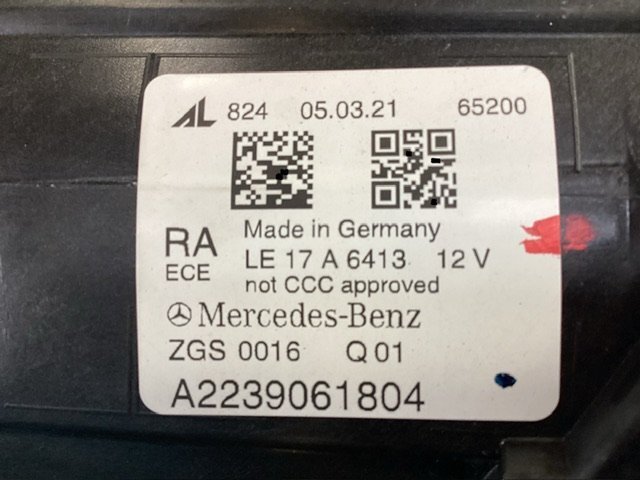 AL 824 05.03.21 65200
RA Made in Germany
ECE LE 17 A 6413 12 V
not CCC approved
Mercedes-Benz
ZGS 0016 Q 01
A2239061804